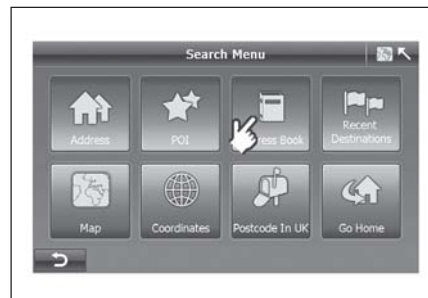 Search Menu
Address
POI
ress Book
Recent
Destinations
Map
Coordinates
Postcode In UK
Go Home